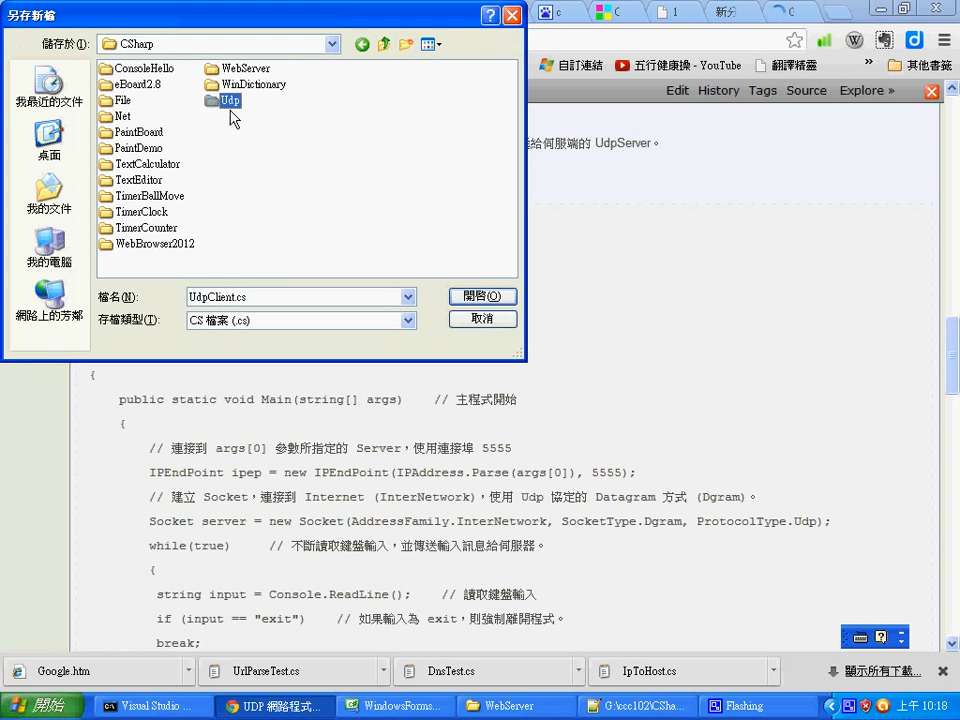 另存新檔
c
C
1
新分
C
儲存於(I):
CSharp
自訂連結
五行健康操 - YouTube
翻譯精靈
»
其他書籤
Edit
History
Tags
Source
Explore »
我最近的文件
桌面
我的文件
我的電腦
網路上的芳鄰
ConsoleHello
eBoard2.8
File
Net
PaintBoard
PaintDemo
TextCalculator
TextEditor
TimerBallMove
TimerClock
TimerCounter
WebBrowser2012
WebServer
WinDictionary
Udp
給伺服端的 UdpServer。
檔名(N):
UdpClient.cs
開啓(O)
存檔類型(T):
CS 檔案 (.cs)
取消
{
public static void Main(string[] args) // 主程式開始
{
// 連接到 args[0] 參數所指定的 Server，使用連接埠 5555
IPEndPoint ipep = new IPEndPoint(IPAddress.Parse(args[0]), 5555);
// 建立 Socket，連接到 Internet (InterNetwork)，使用 Udp 協定的 Datagram 方式 (Dgram)。
Socket server = new Socket(AddressFamily.InterNetwork, SocketType.Dgram, ProtocolType.Udp);
while(true) // 不斷讀取鍵盤輸入，並傳送輸入訊息給伺服器。
{
string input = Console.ReadLine(); // 讀取鍵盤輸入
if (input == "exit") // 如果輸入為 exit，則強制離開程式。
break;
Google.htm
UrlParseTest.cs
DnsTest.cs
IpToHost.cs
顯示所有下載...
開始
Visual Studio ...
UDP 網路程式...
WindowsForms...
WebServer
G:\ccc102\CSha...
Flashing
上午 10:18